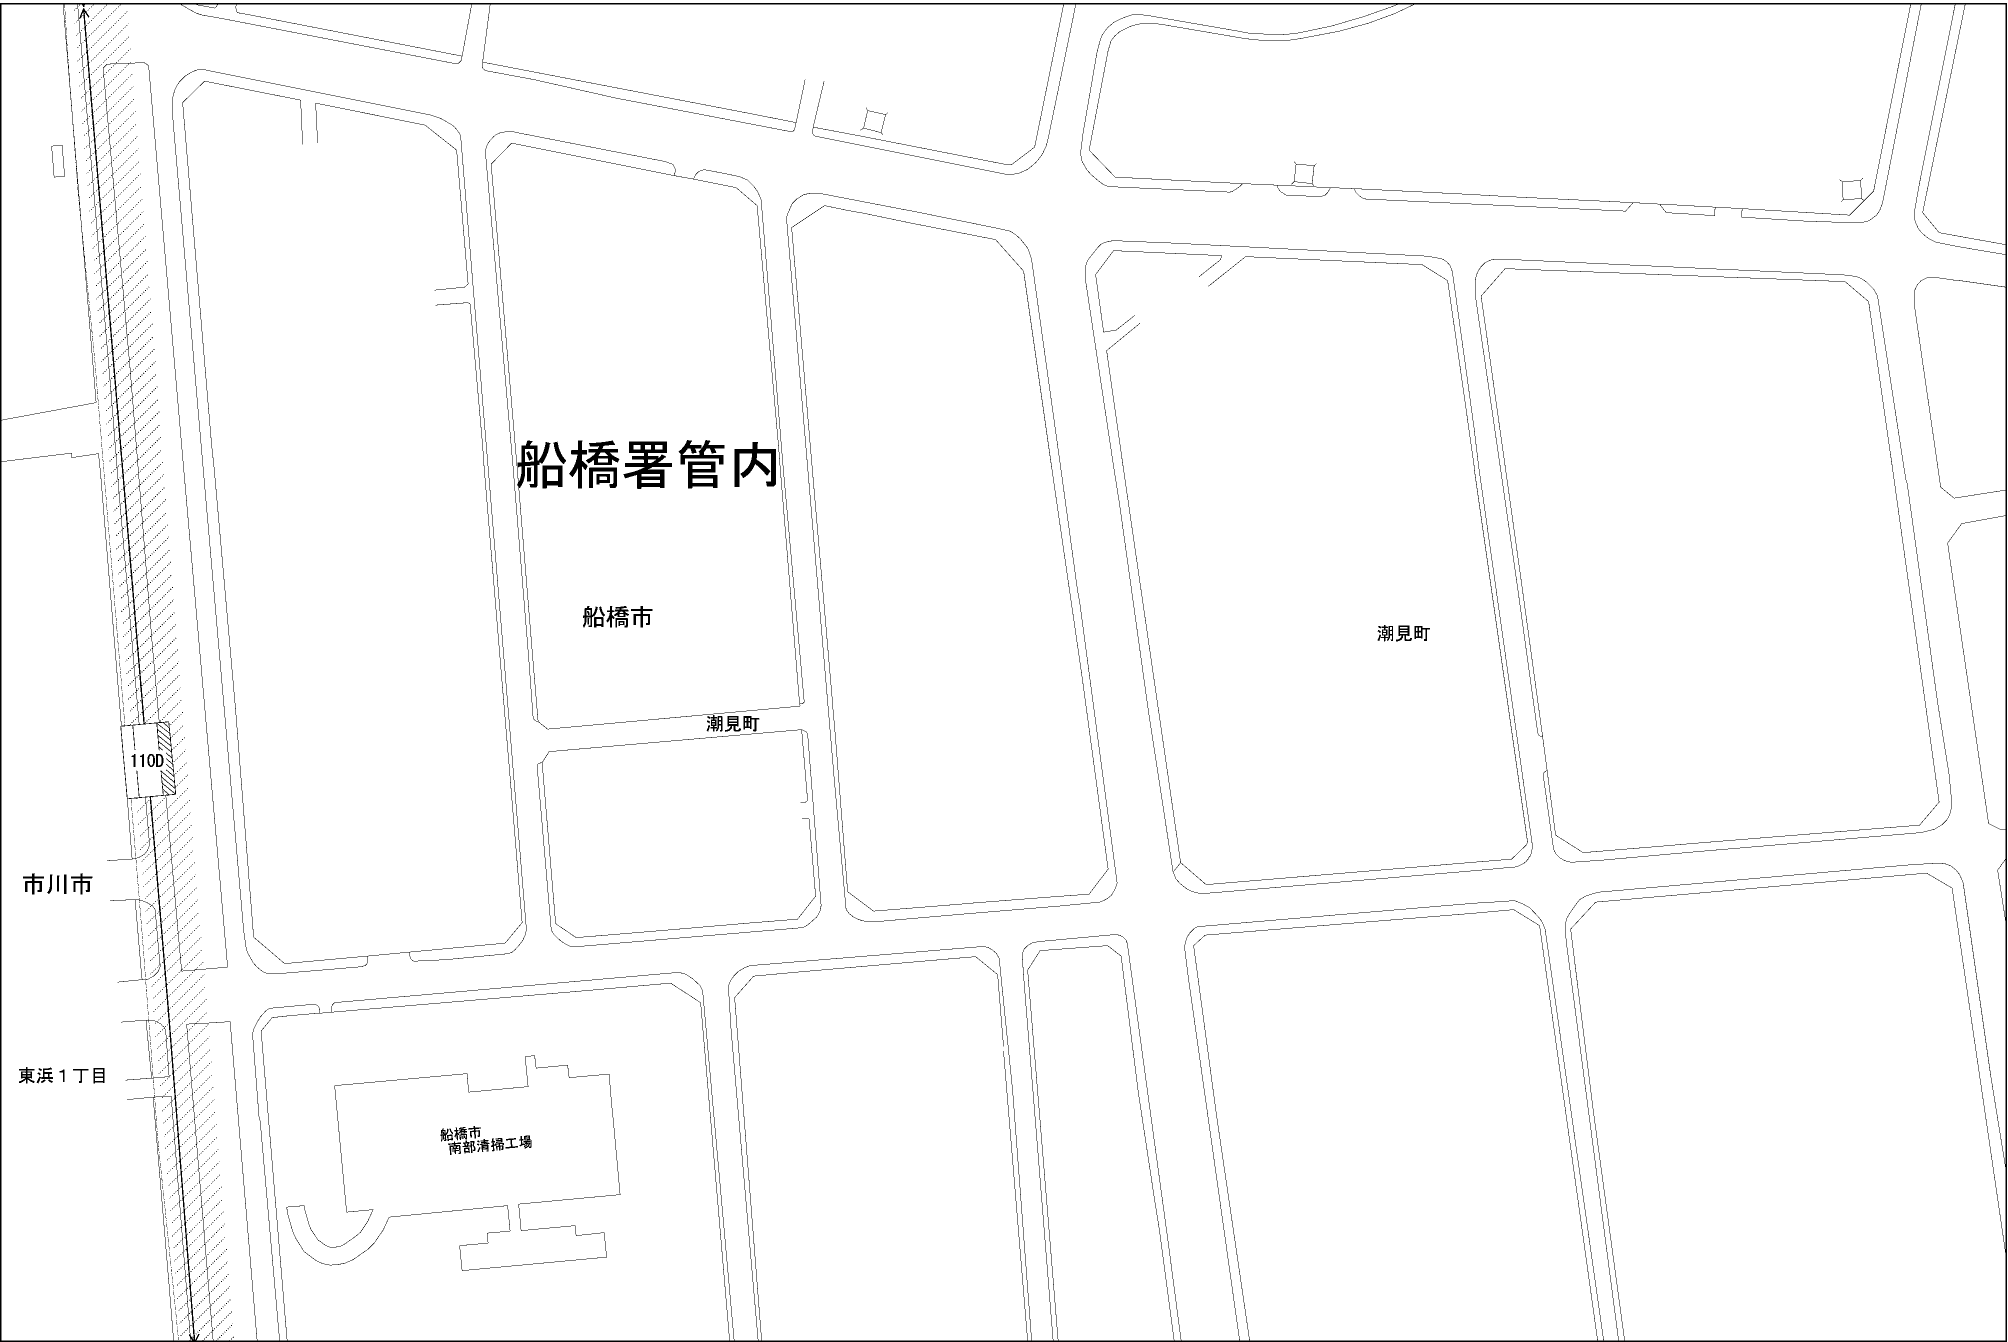 船橋署管内
船橋市
潮見町
潮見町
110D
市川市
東浜１丁目
船橋市
南部清掃工場